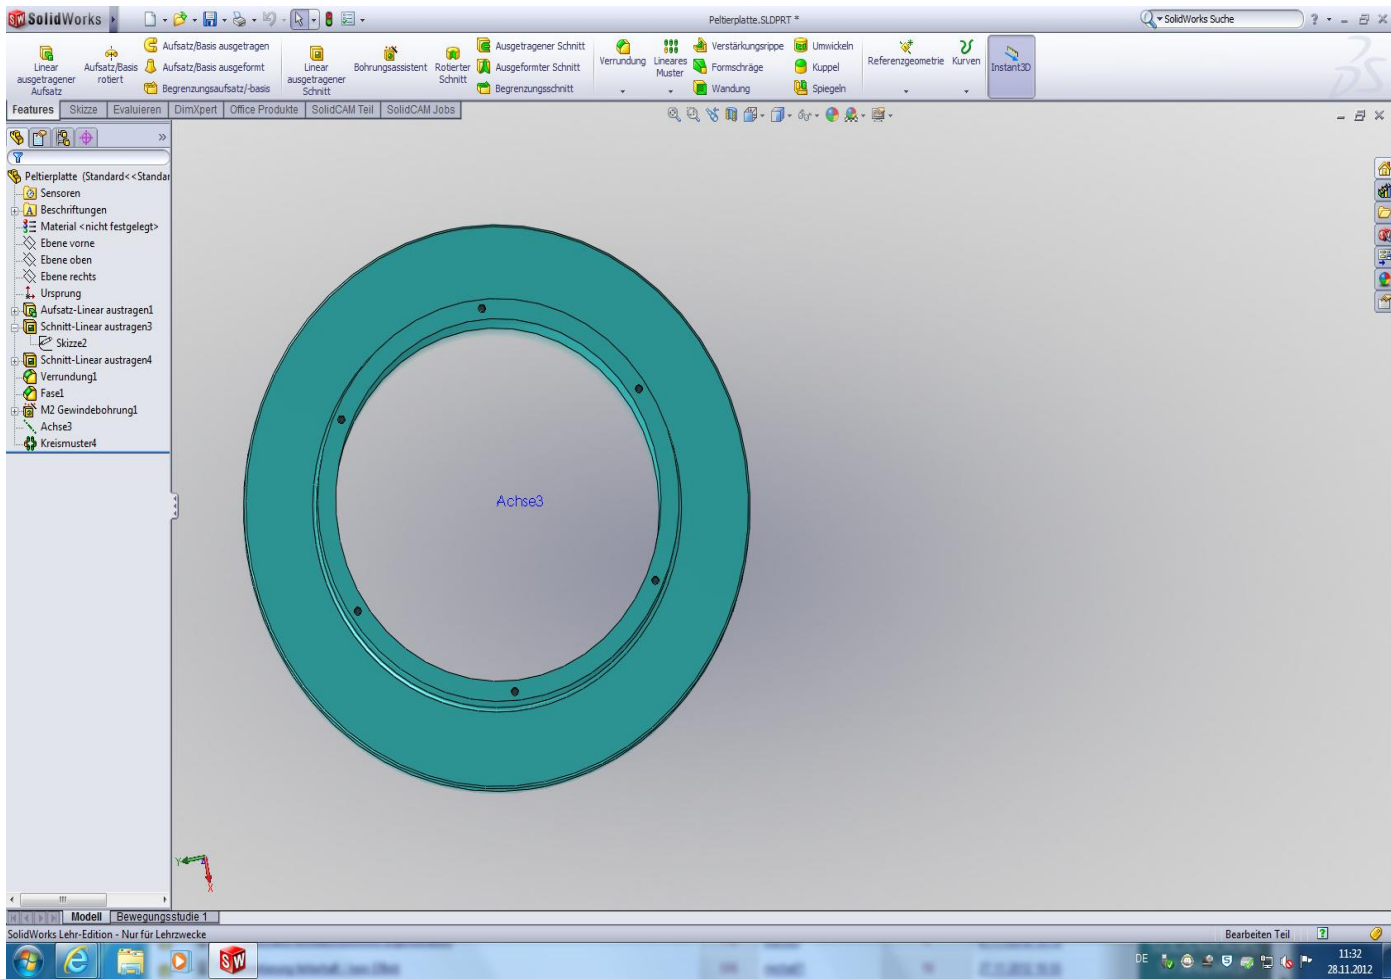 SolidWorks
Peltierplatte.SLDPRT *
SolidWorks Suche
Linear ausgetragener Aufsatz
Aufsatz/Basis rotiert
Aufsatz/Basis ausgetragen
Aufsatz/Basis ausgeformt
Begrenzungsaufsatz/-basis
Linear ausgetragener Schnitt
Bohrungsassistent
Rotierter Schnitt
Ausgetragener Schnitt
Ausgeformter Schnitt
Begrenzungsschnitt
Verrundung
Lineares Muster
Verstärkungsrippe
Formschräge
Wandung
Umwickeln
Kuppel
Spiegeln
Referenzgeometrie
Kurven
Instant3D
Features
Skizze
Evaluieren
DimXpert
Office Produkte
SolidCAM Teil
SolidCAM Jobs
Peltierplatte (Standard<<Standar
Sensoren
Beschriftungen
Material <nicht festgelegt>
Ebene vorne
Ebene oben
Ebene rechts
Ursprung
Aufsatz-Linear austragen1
Schnitt-Linear austragen3
Skizze2
Schnitt-Linear austragen4
Verrundung1
Fase1
M2 Gewindebohrung1
Achse3
Kreismuster4
Achse3
Y
X
Modell
Bewegungsstudie 1
SolidWorks Lehr-Edition - Nur für Lehrzwecke
Bearbeiten Teil
DE
11:32
28.11.2012